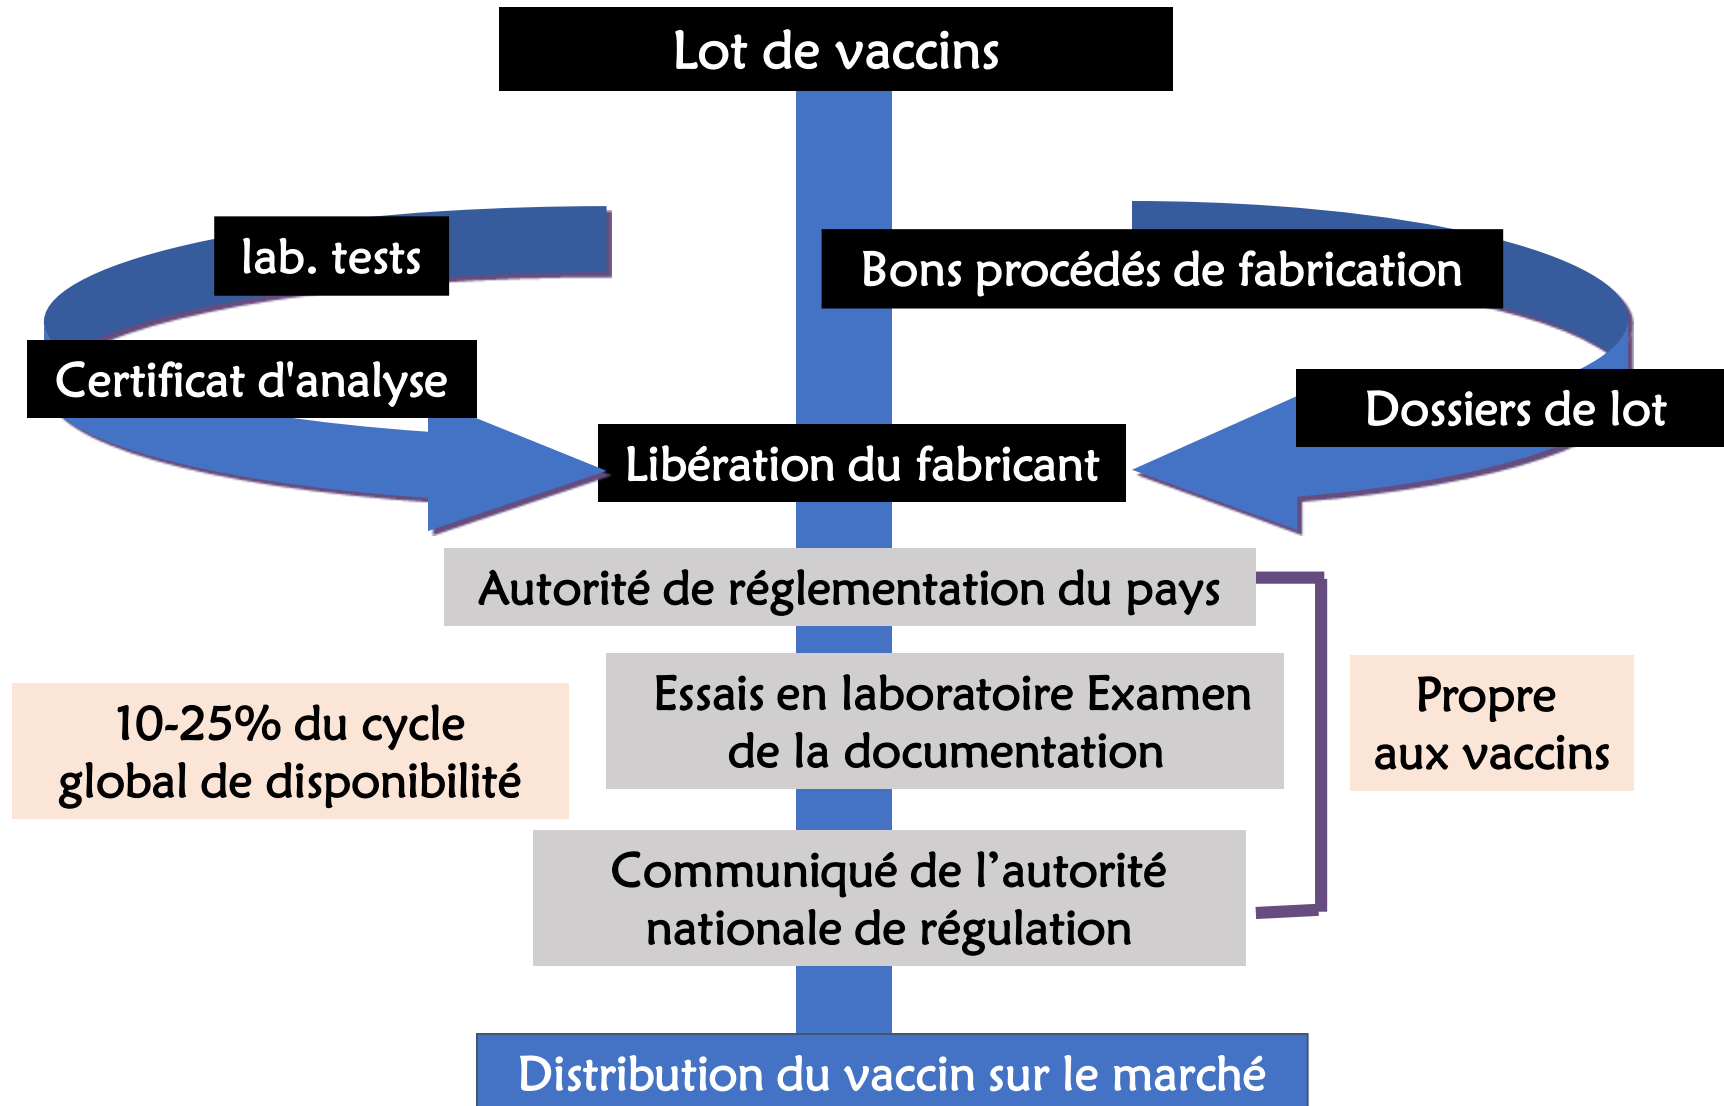 Lot de vaccins
lab. tests
Bons procédés de fabrication
Certificat d'analyse
Dossiers de lot
Libération du fabricant
Autorité de réglementation du pays
Essais en laboratoire Examen
de la documentation
Propre
aux vaccins
10-25% du cycle
global de disponibilité
Communiqué de l’autorité
nationale de régulation
Distribution du vaccin sur le marché